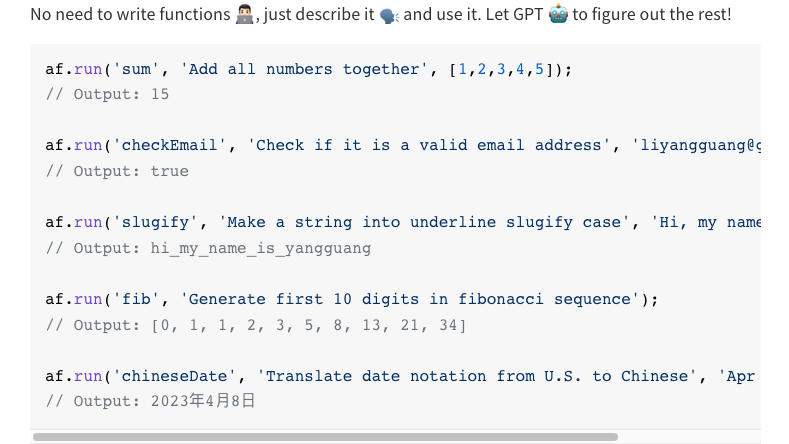 No need to write functions 👨🏻‍💻, just describe it 🗣️ and use it. Let GPT 🤖 to figure out the rest!
af.run('sum', 'Add all numbers together', [1,2,3,4,5]);
// Output: 15
af.run('checkEmail', 'Check if it is a valid email address', 'liyangguang@g
// Output: true
af.run('slugify', 'Make a string into underline slugify case', 'Hi, my name
// Output: hi_my_name_is_yangguang
af.run('fib', 'Generate first 10 digits in fibonacci sequence');
// Output: [0, 1, 1, 2, 3, 5, 8, 13, 21, 34]
af.run('chineseDate', 'Translate date notation from U.S. to Chinese', 'Apr
// Output: 2023年4月8日